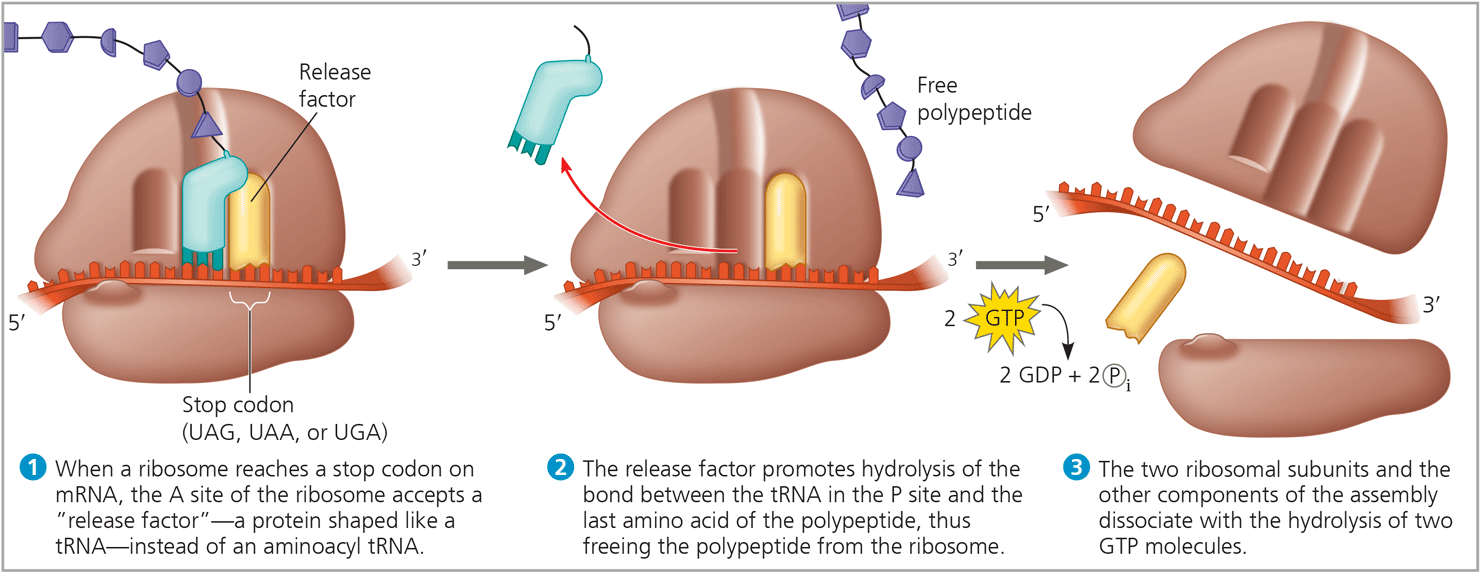 Release
factor
3′
5′
Stop codon
(UAG, UAA, or UGA)
1 When a ribosome reaches a stop codon on
mRNA, the A site of the ribosome accepts a
”release factor”—a protein shaped like a
tRNA—instead of an aminoacyl tRNA.
Free
polypeptide
3′
5′
2 GTP
2 GDP + 2Ⓟi
2 The release factor promotes hydrolysis of the
bond between the tRNA in the P site and the
last amino acid of the polypeptide, thus
freeing the polypeptide from the ribosome.
5′
3′
3 The two ribosomal subunits and the
other components of the assembly
dissociate with the hydrolysis of two
GTP molecules.